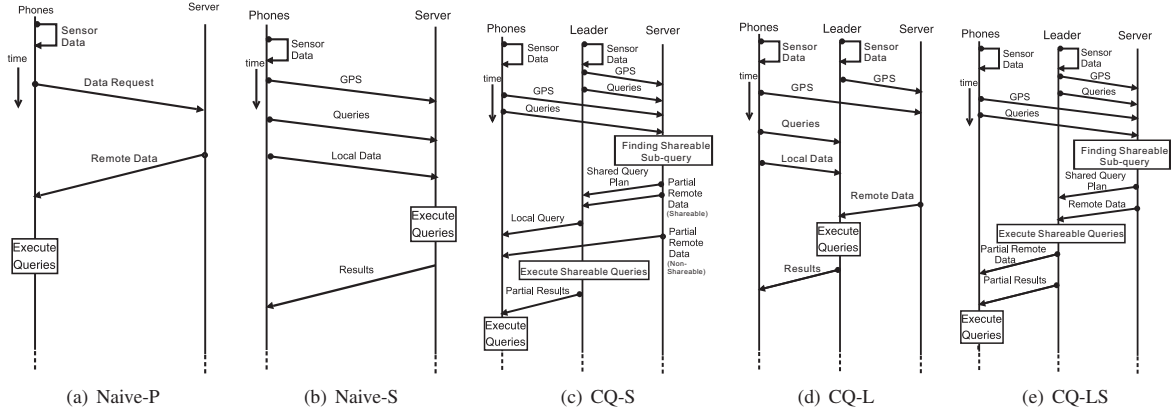 Phones
Server
Sensor
Data
time
Data Request
Remote Data
Execute
Queries
(a) Naive-P
Phones
Server
Sensor
Data
time
GPS
Queries
Local Data
Execute
Queries
Results
(b) Naive-S
Phones
Leader
Server
Sensor
Data
Sensor
Data
time
GPS
Queries
GPS
Queries
Finding Shareable
Sub-query
Shared Query
Plan
Partial
Remote
Data
(Shareable)
Local Query
Partial
Remote
Data
(Non-
Shareable)
Execute Shareable Queries
Partial Results
Execute
Queries
(c) CQ-S
Phones
Leader
Server
Sensor
Data
Sensor
Data
time
GPS
GPS
Queries
Local Data
Remote Data
Execute
Queries
Results
(d) CQ-L
Phones
Leader
Server
Sensor
Data
Sensor
Data
time
GPS
Queries
GPS
Queries
Finding Shareable
Sub-query
Shared Query
Plan
Remote Data
Execute Shareable Queries
Partial Remote
Data
Partial Results
Execute
Queries
(e) CQ-LS